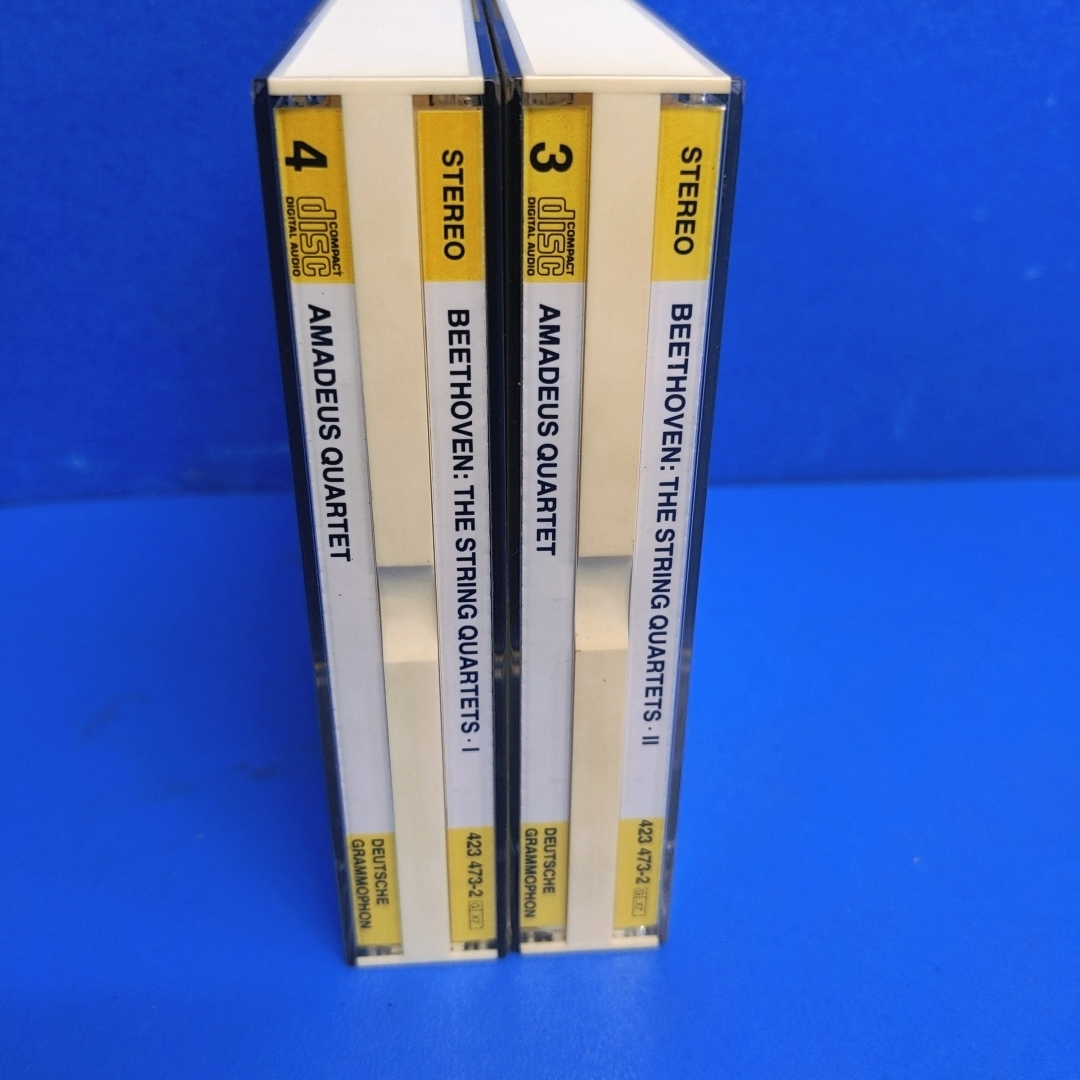 4
COMPACT
disc
DIGITAL AUDIO
AMADEUS QUARTET
DEUTSCHE
GRAMMOPHON
STEREO
BEETHOVEN: THE STRING QUARTETS · I
423 473-2
3
COMPACT
disc
DIGITAL AUDIO
AMADEUS QUARTET
DEUTSCHE
GRAMMOPHON
STEREO
BEETHOVEN: THE STRING QUARTETS · II
423 473-2